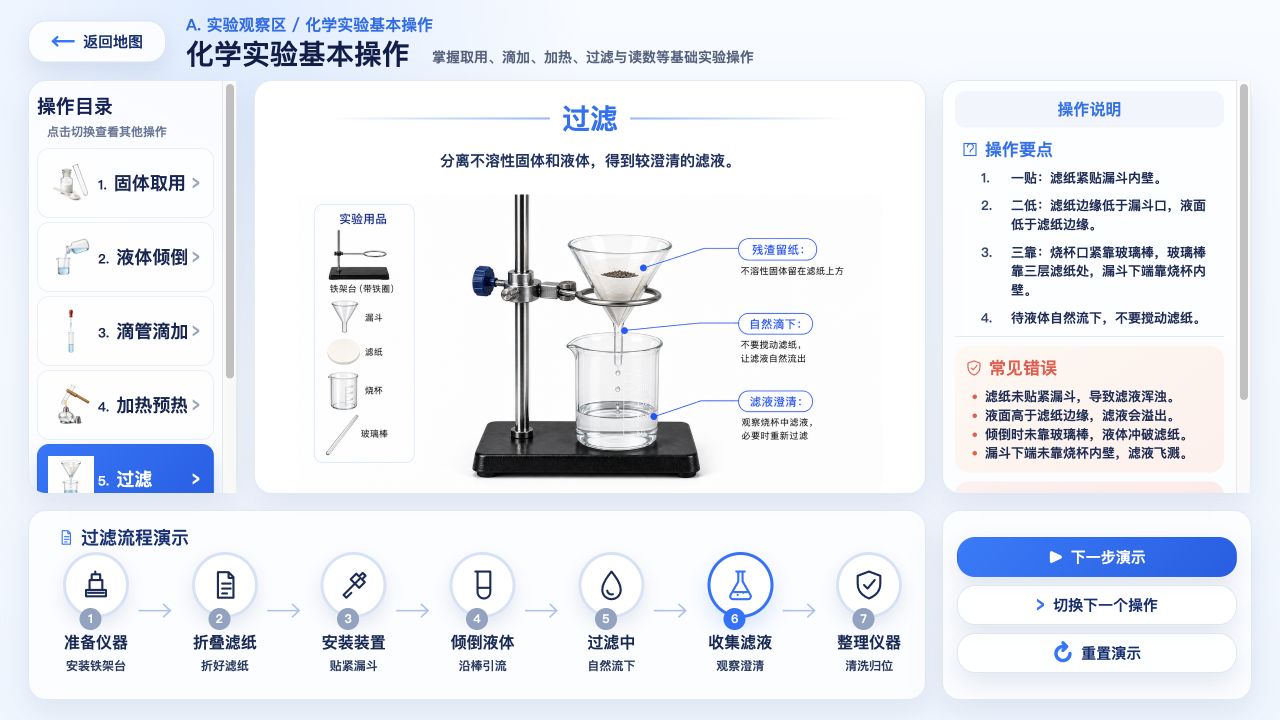 返回地图
A. 实验观察区 / 化学实验基本操作
化学实验基本操作
掌握取用、滴加、加热、过滤与读数等基础实验操作
操作目录
点击切换查看其他操作
1. 固体取用
2. 液体倾倒
3. 滴管滴加
4. 加热预热
5. 过滤
过滤
分离不溶性固体和液体，得到较澄清的滤液。
实验用品
铁架台（带铁圈）
漏斗
滤纸
烧杯
玻璃棒
残渣留纸：
不溶性固体留在滤纸上方
自然滴下：
不要搅动滤纸，
让滤液自然流出
滤液澄清：
观察烧杯中滤液，
必要时重新过滤
操作说明
操作要点
1. 一贴：滤纸紧贴漏斗内壁。
2. 二低：滤纸边缘低于漏斗口，液面
低于滤纸边缘。
3. 三靠：烧杯口紧靠玻璃棒，玻璃棒
靠三层滤纸处，漏斗下端靠烧杯内
壁。
4. 待液体自然流下，不要搅动滤纸。
常见错误
• 滤纸未贴紧漏斗，导致滤液浑浊。
• 液面高于滤纸边缘，滤液会溢出。
• 倾倒时未靠玻璃棒，液体冲破滤纸。
• 漏斗下端未靠烧杯内壁，滤液飞溅。
过滤流程演示
1
准备仪器
安装铁架台
2
折叠滤纸
折好滤纸
3
安装装置
贴紧漏斗
4
倾倒液体
沿棒引流
5
过滤中
自然流下
6
收集滤液
观察澄清
7
整理仪器
清洗归位
下一步演示
切换下一个操作
重置演示